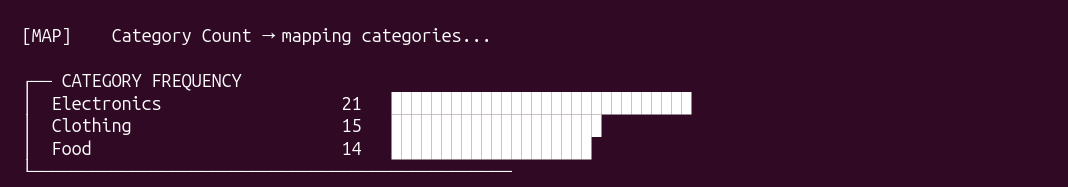 [MAP]    Category Count → mapping categories...
CATEGORY FREQUENCY
Electronics 21
Clothing 15
Food 14